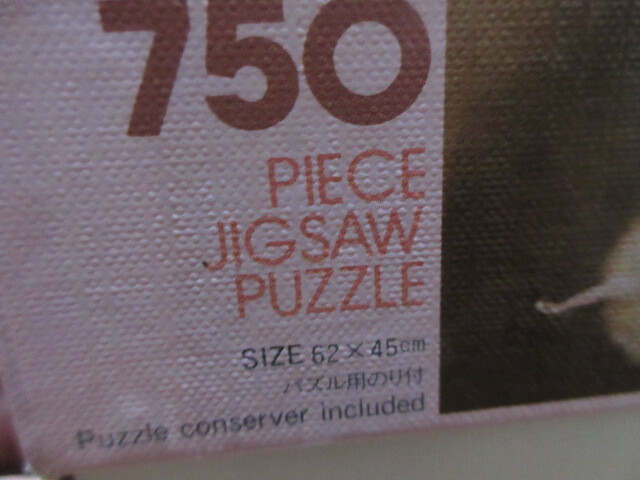 750
PIECE
JIGSAW
PUZZLE
SIZE 62 × 45cm
パズル用のり付
Puzzle conserver included